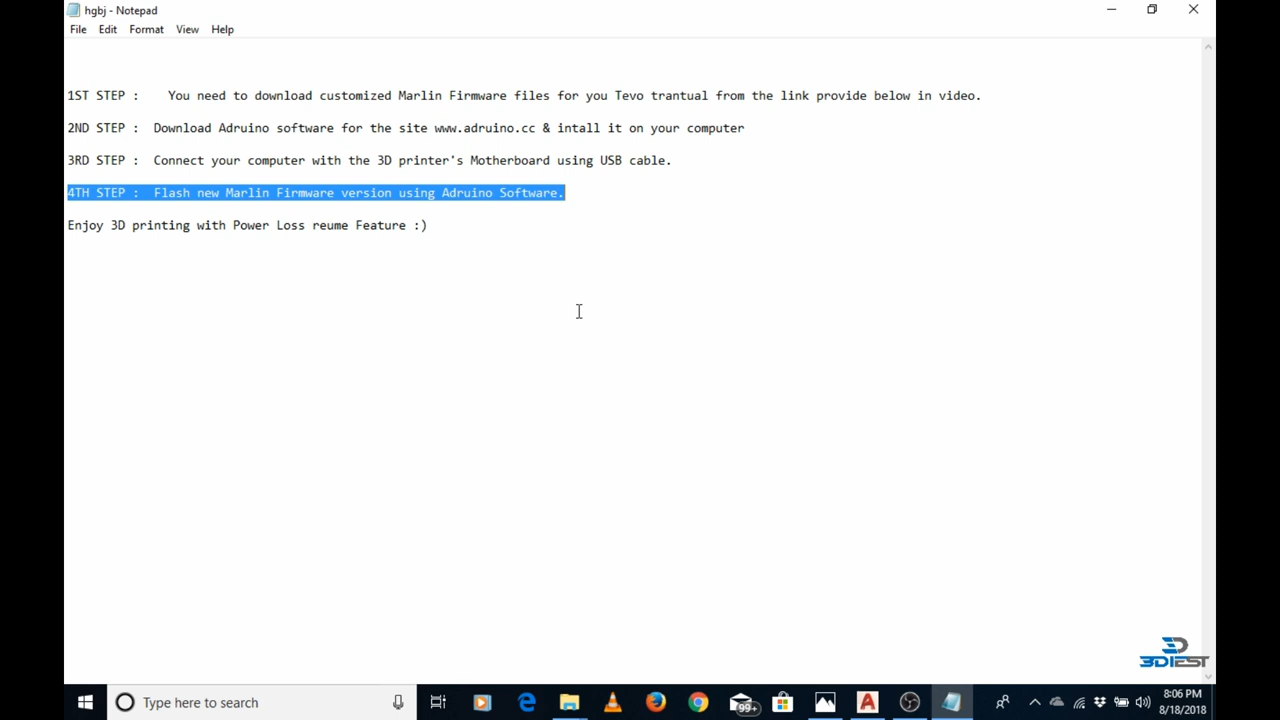 hgbj - Notepad
File Edit Format View Help
1ST STEP : You need to download customized Marlin Firmware files for you Tevo trantual from the link provide below in video.
2ND STEP : Download Adruino software for the site www.adruino.cc & intall it on your computer
3RD STEP : Connect your computer with the 3D printer's Motherboard using USB cable.
4TH STEP : Flash new Marlin Firmware version using Adruino Software.
Enjoy 3D printing with Power Loss reume Feature :)
3DIEST
Type here to search
99+
8:06 PM
8/18/2018